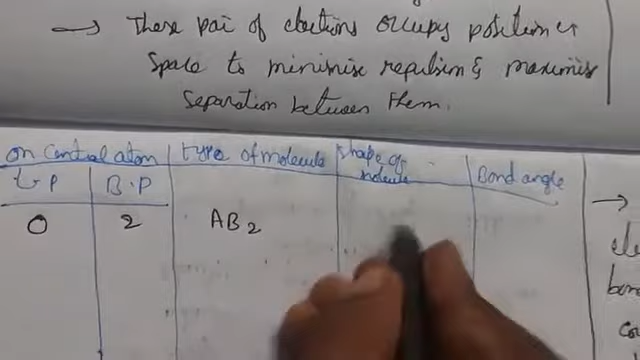 → These pair of electrons occupy position in
Space to minimise repulsion & maximise
Separation between them.
on central atom type of molecule shape of molecule Bond angle
L.P B.P
0 2 AB2
→